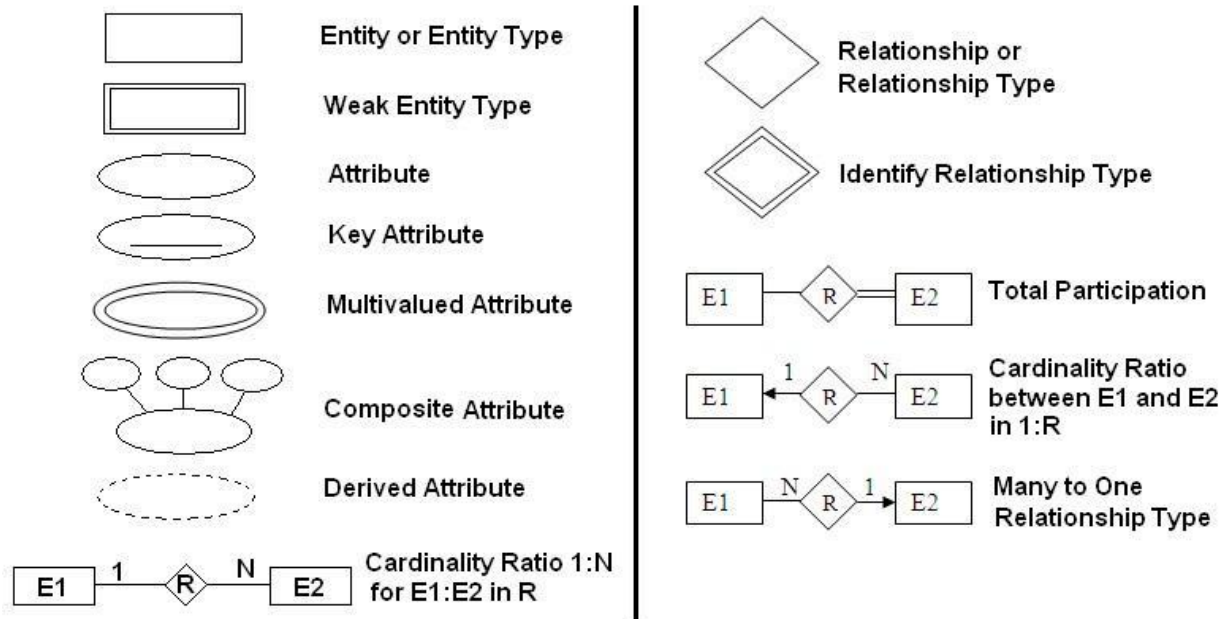 Entity or Entity Type
Weak Entity Type
Attribute
Key Attribute
Multivalued Attribute
Composite Attribute
Derived Attribute
E1 1 R N E2
Cardinality Ratio 1:N
for E1:E2 in R
Relationship or
Relationship Type
Identify Relationship Type
E1 R E2
Total Participation
E1 1 R N E2
Cardinality Ratio
between E1 and E2
in 1:R
E1 N R 1 E2
Many to One
Relationship Type